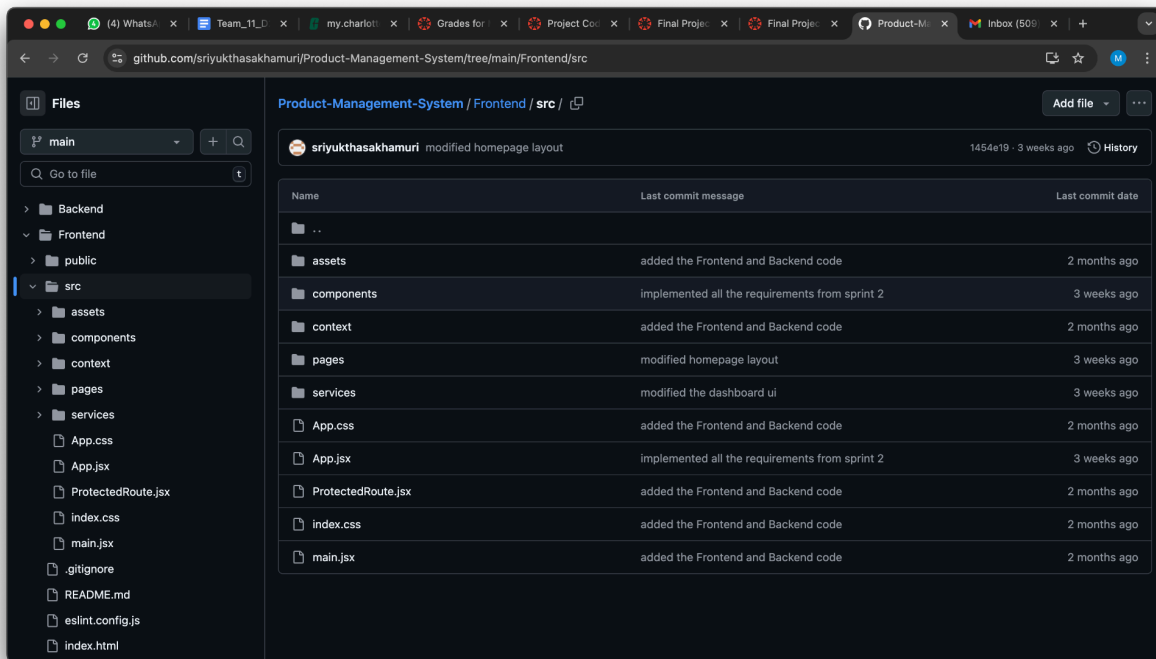 (4) WhatsA
Team_11_D
my.charlott
Grades for
Project Cod
Final Projec
Final Projec
Product-Ma
Inbox (509
github.com/sriyukthasakhamuri/Product-Management-System/tree/main/Frontend/src
M
Files
main
Go to file
t
Backend
Frontend
public
src
assets
components
context
pages
services
App.css
App.jsx
ProtectedRoute.jsx
index.css
main.jsx
.gitignore
README.md
eslint.config.js
index.html
Product-Management-System / Frontend / src /
Add file
sriyukthasakhamuri modified homepage layout 1454e19 · 3 weeks ago History
Name Last commit message Last commit date
..
assets added the Frontend and Backend code 2 months ago
components implemented all the requirements from sprint 2 3 weeks ago
context added the Frontend and Backend code 2 months ago
pages modified homepage layout 3 weeks ago
services modified the dashboard ui 3 weeks ago
App.css added the Frontend and Backend code 2 months ago
App.jsx implemented all the requirements from sprint 2 3 weeks ago
ProtectedRoute.jsx added the Frontend and Backend code 2 months ago
index.css added the Frontend and Backend code 2 months ago
main.jsx added the Frontend and Backend code 2 months ago